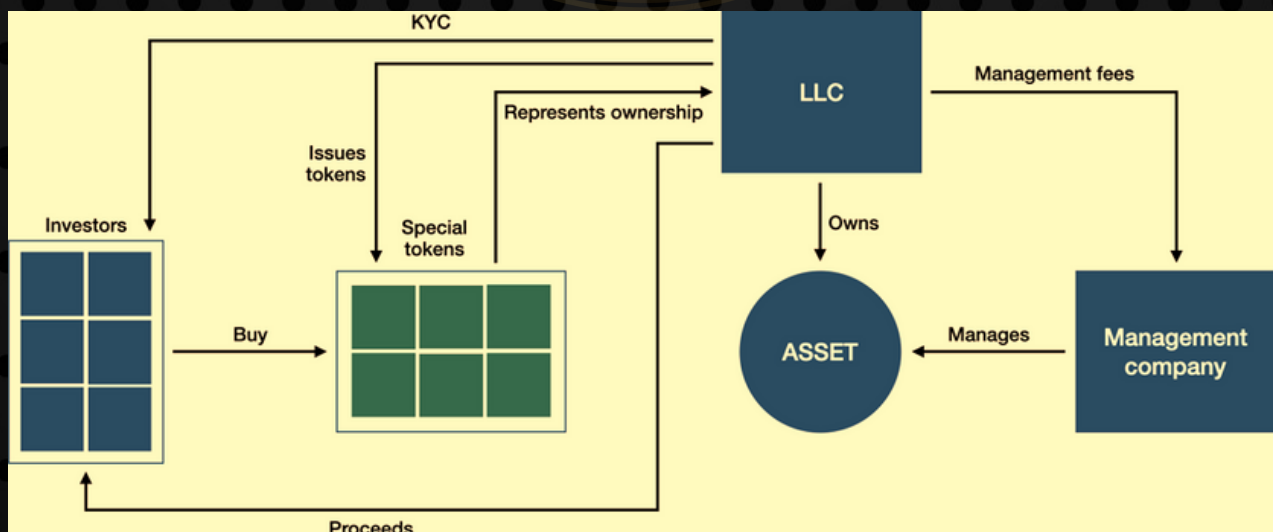 KYC
LLC
Management fees
Represents ownership
Issues
tokens
Investors
Special
tokens
Owns
Buy
ASSET
Manages
Management
company
Proceeds